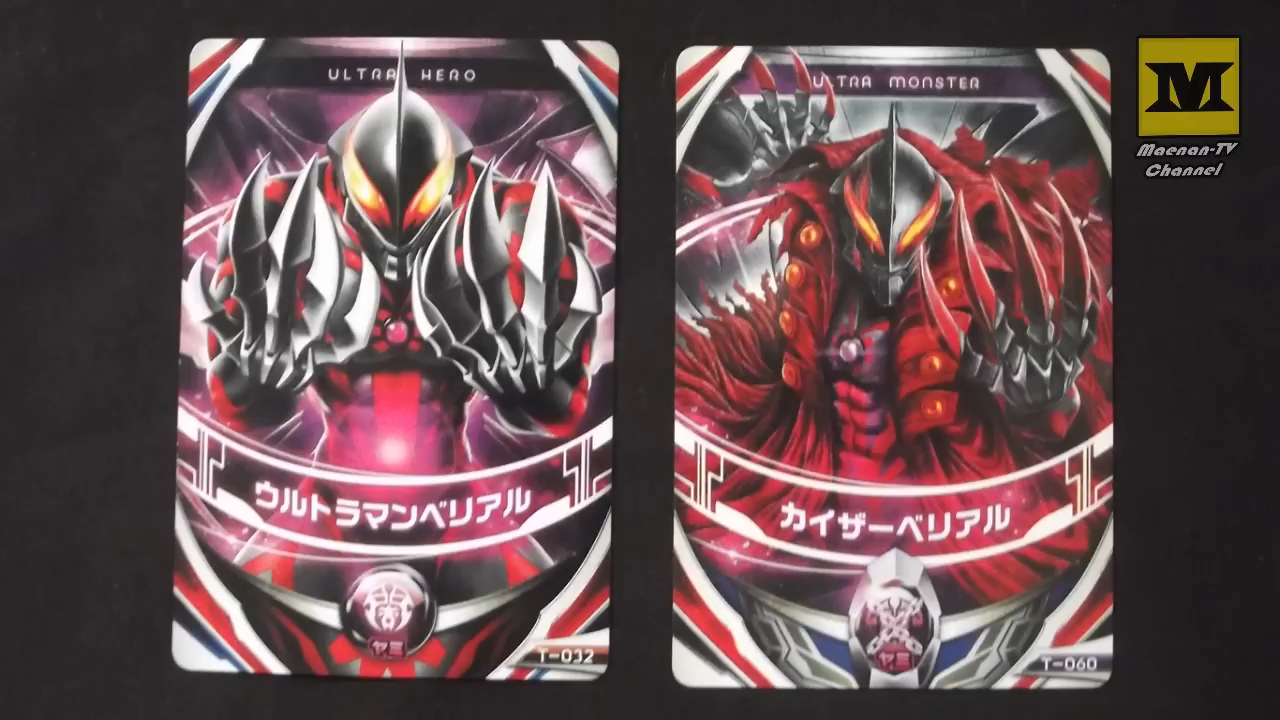 ULTRA HERO
ウルトラマンベリアル
ヤミ
T-032
ULTRA MONSTER
カイザーベリアル
ヤミ
T-060
M
Maenan-TV
Channel